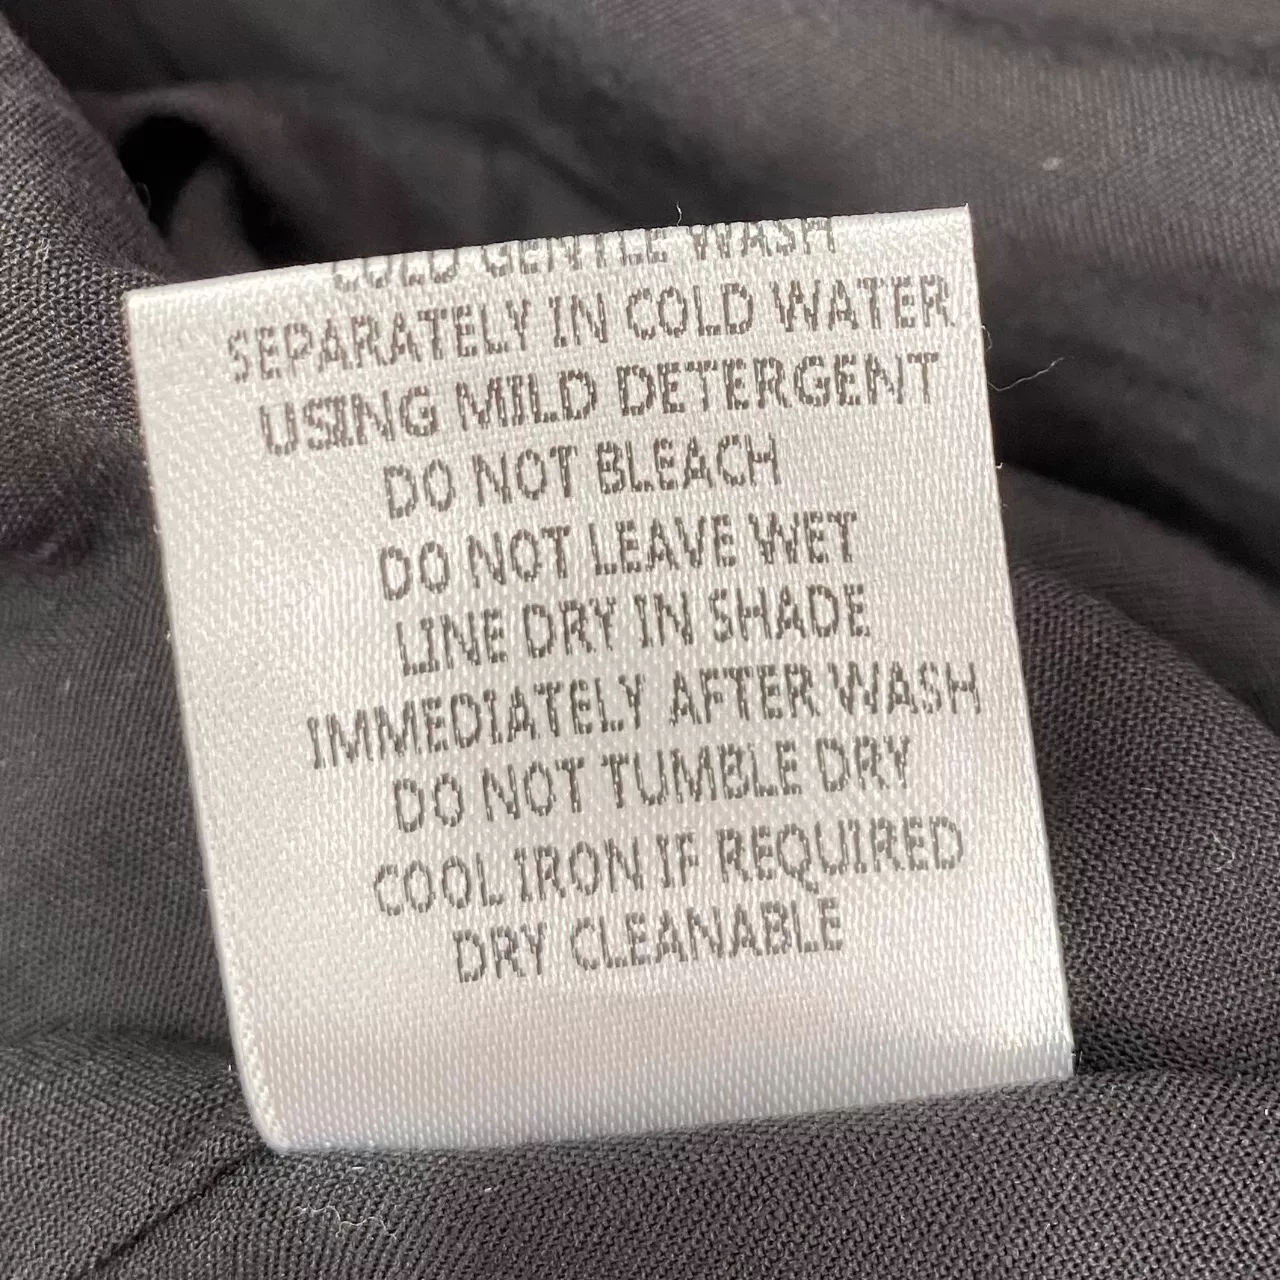 COLD GENTLE WASH
SEPARATELY IN COLD WATER
USING MILD DETERGENT
DO NOT BLEACH
DO NOT LEAVE WET
LINE DRY IN SHADE
IMMEDIATELY AFTER WASH
DO NOT TUMBLE DRY
COOL IRON IF REQUIRED
DRY CLEANABLE